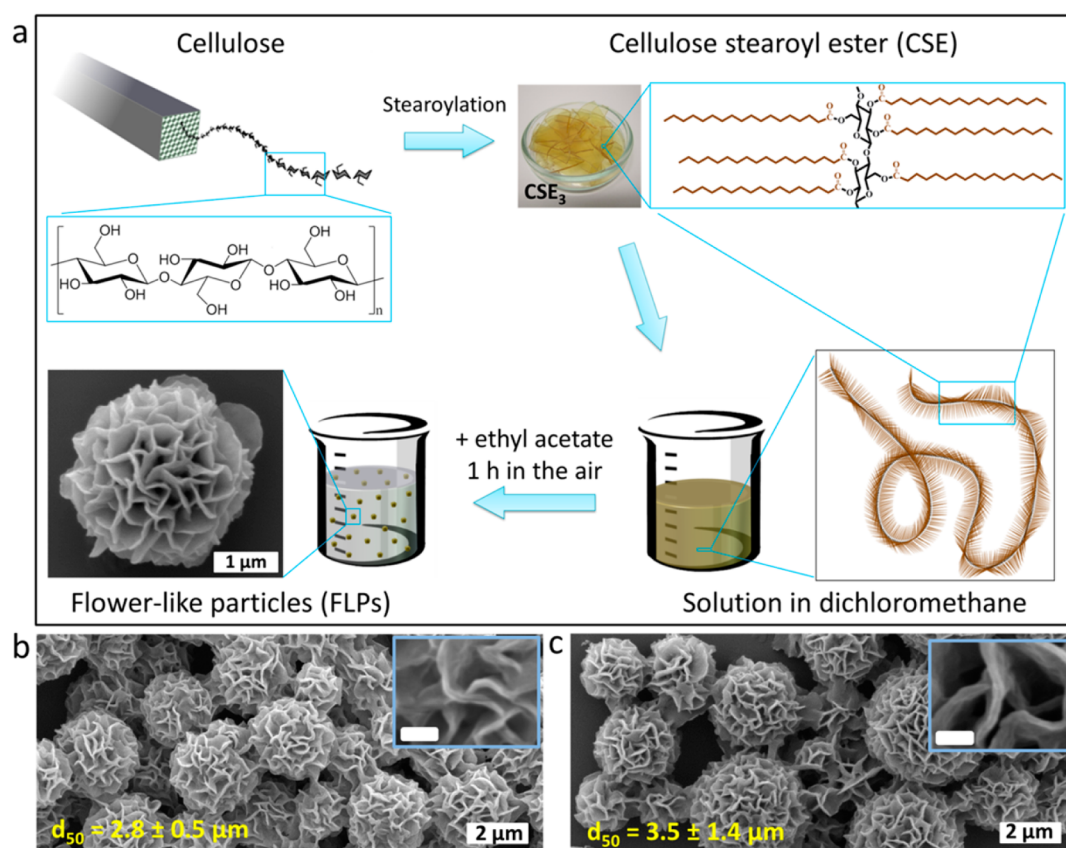 a
Cellulose
Cellulose stearoyl ester (CSE)
Stearoylation
CSE₃
OH
HO
O
OH
O
HO
OH
O
OH
O
OH
O
HO
OH
n
O
C
O
C
O
O
O
C
O
O
C
O
O
O
C
O
O
C
O
O
+ ethyl acetate
1 h in the air
1 µm
Flower-like particles (FLPs)
Solution in dichloromethane
b
d₅₀ = 2.8 ± 0.5 µm
2 µm
c
d₅₀ = 3.5 ± 1.4 µm
2 µm